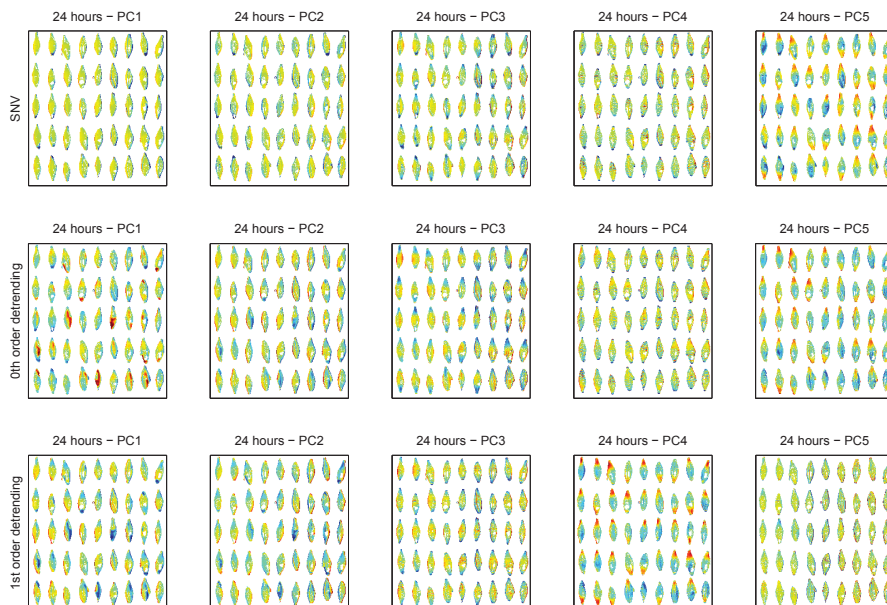 24 hours − PC1
24 hours − PC2
24 hours − PC3
24 hours − PC4
24 hours − PC5
SNV
24 hours − PC1
24 hours − PC2
24 hours − PC3
24 hours − PC4
24 hours − PC5
0th order detrending
24 hours − PC1
24 hours − PC2
24 hours − PC3
24 hours − PC4
24 hours − PC5
1st order detrending